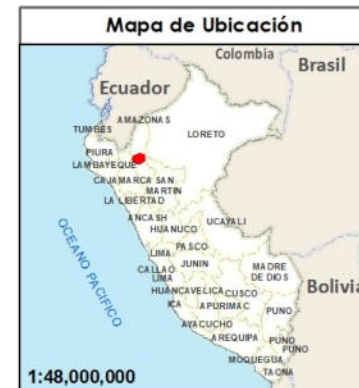 Mapa de Ubicación
Colombia
Brasil
Ecuador
AMAZONAS
TUMBES
LORETO
PIURA
LAMBAYEQUE
CAJAMARCA SAN
MARTIN
LA LIBERTAD
ANCASH
UCAYALI
HUANUCO
PASCO
LIMA
JUNIN
MADRE
DE DIOS
CALLAO
LIMA
HUANCAVELICA CUSCO
Bolivia
ICA
APURIMAC
PUNO
AYACUCHO
PUNO
AREQUIPA
PUNO
MOQUEGUA
TACNA
OCEANO PACIFICO
1:48,000,000